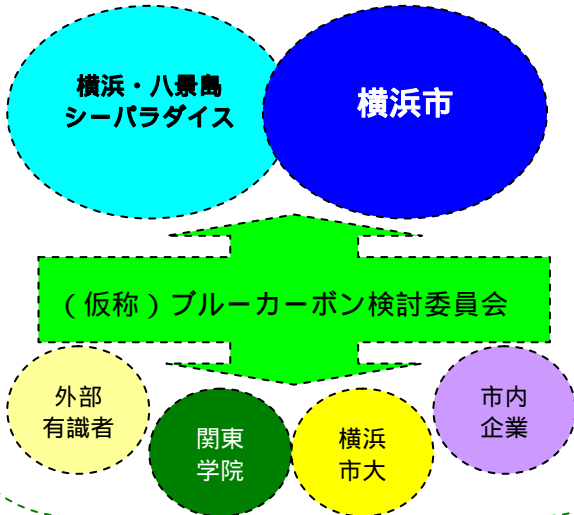 横浜・八景島
シーパラダイス
横浜市
（仮称）ブルーカーボン検討委員会
外部
有識者
関東
学院
横浜
市大
市内
企業